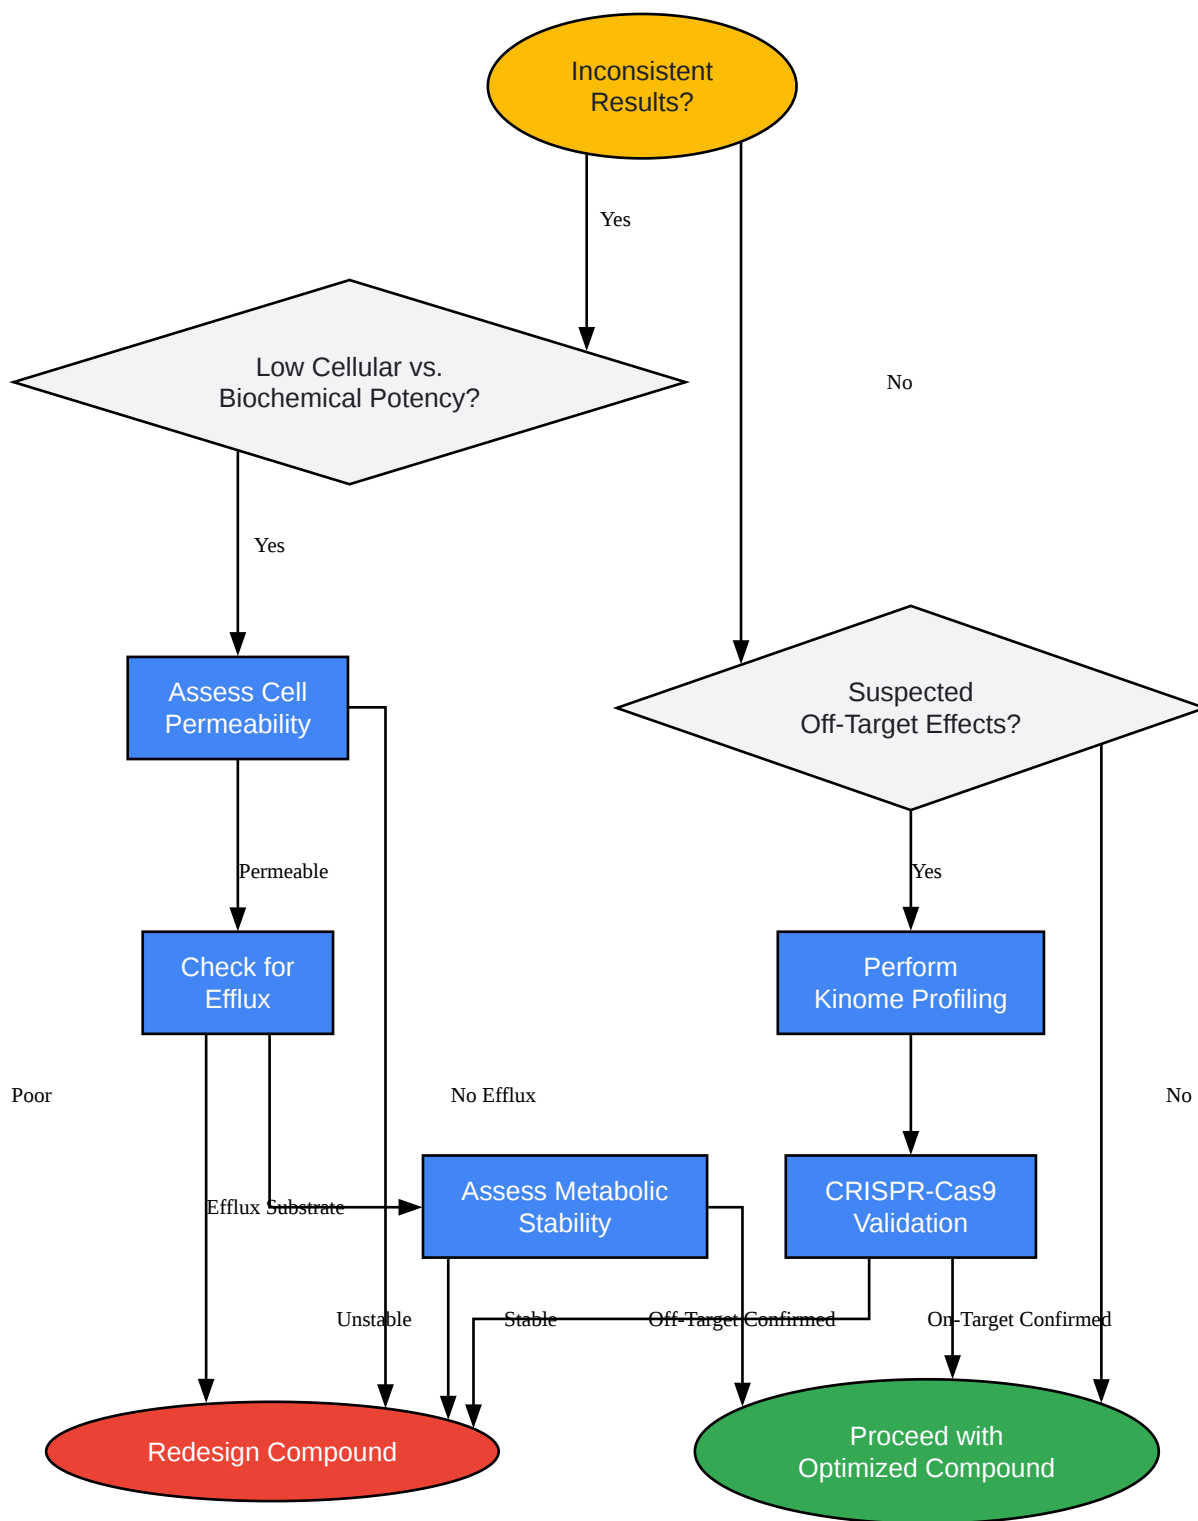 Inconsistent
Results?
Yes
Low Cellular vs.
Biochemical Potency?
No
Yes
Assess Cell
Permeability
Suspected
Off-Target Effects?
Permeable
Yes
Check for
Efflux
Perform
Kinome Profiling
Poor
No Efflux
No
Efflux Substrate
Assess Metabolic
Stability
CRISPR-Cas9
Validation
Unstable
Stable
Off-Target Confirmed
On-Target Confirmed
Redesign Compound
Proceed with
Optimized Compound